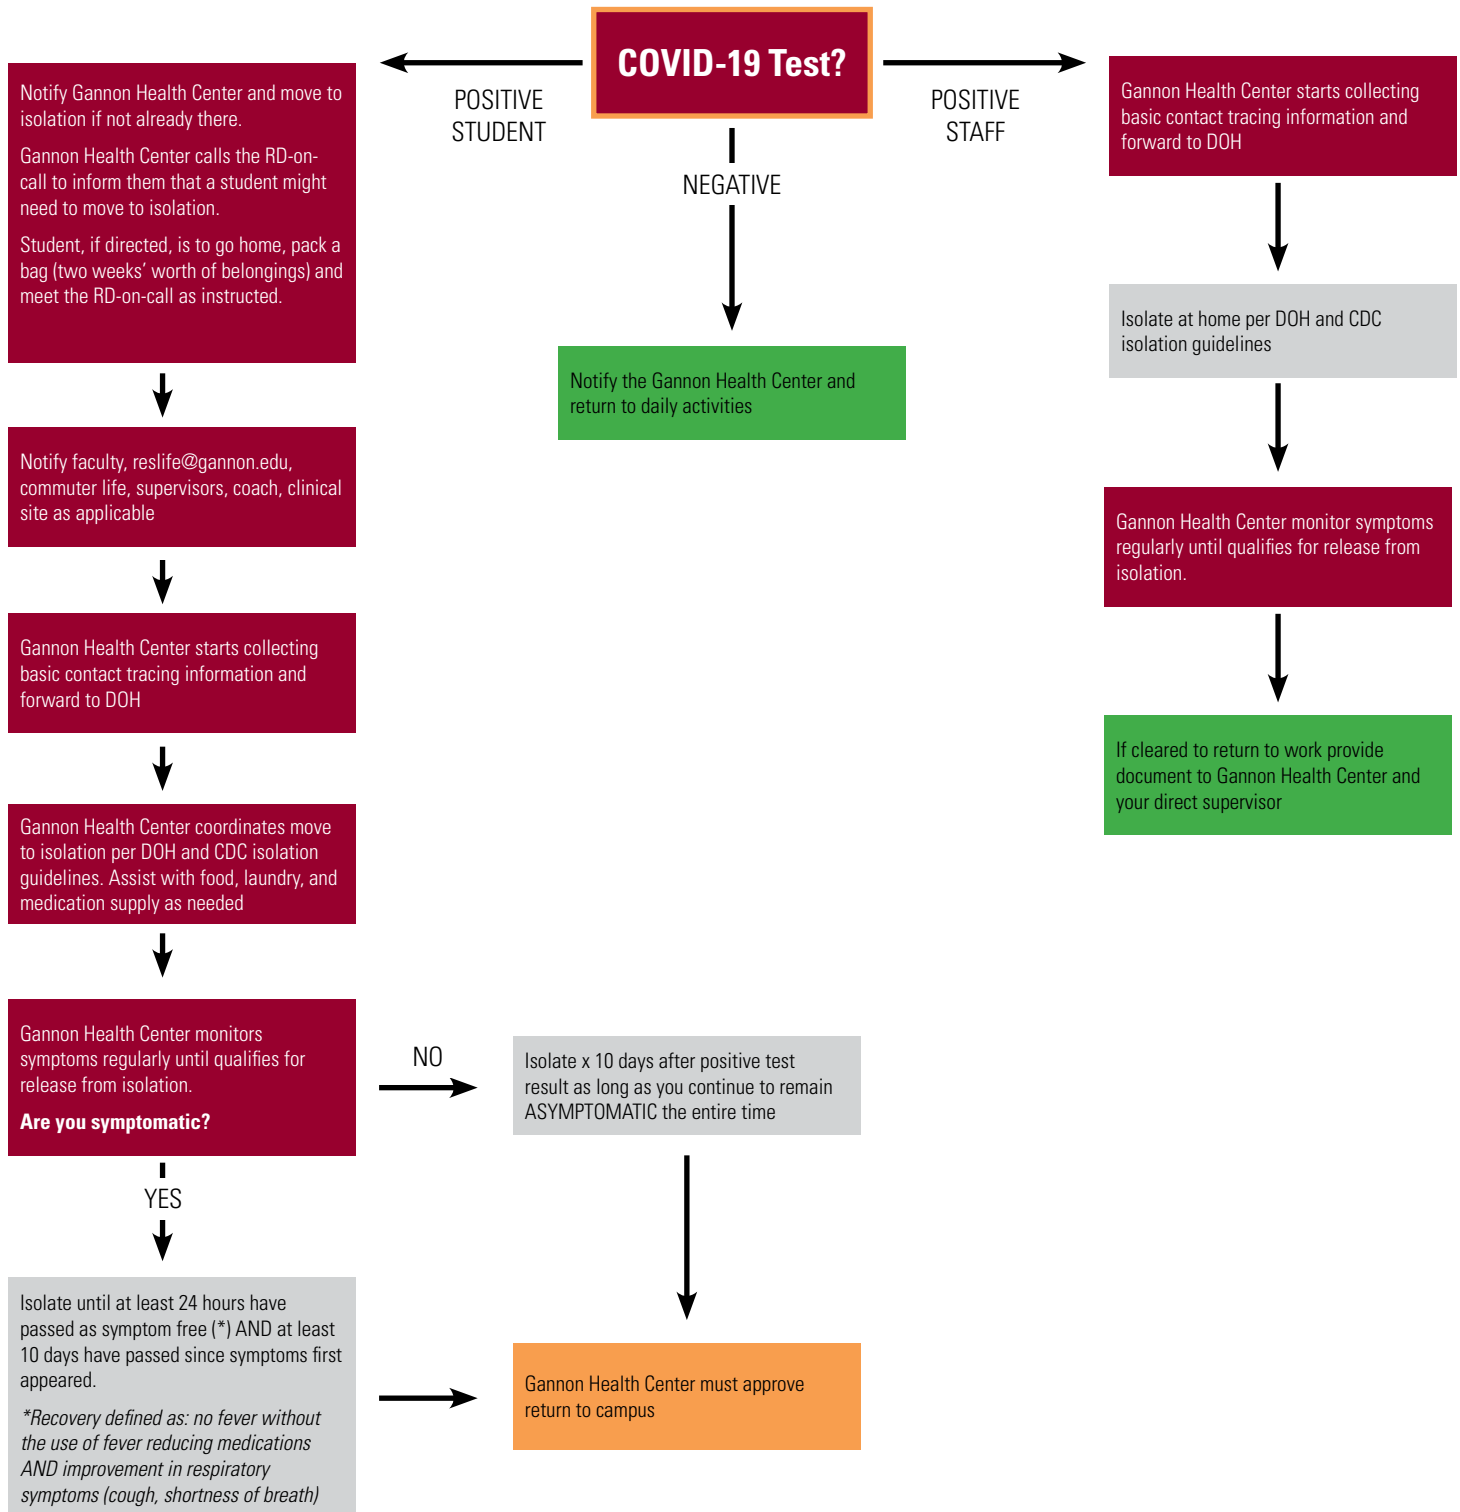 COVID-19 Test?
POSITIVE
STUDENT
NEGATIVE
POSITIVE
STAFF
Notify Gannon Health Center and move to
isolation if not already there.
Gannon Health Center calls the RD-on-
call to inform them that a student might
need to move to isolation.
Student, if directed, is to go home, pack a
bag (two weeks’ worth of belongings) and
meet the RD-on-call as instructed.
Notify faculty, reslife@gannon.edu,
commuter life, supervisors, coach, clinical
site as applicable
Gannon Health Center starts collecting
basic contact tracing information and
forward to DOH
Gannon Health Center coordinates move
to isolation per DOH and CDC isolation
guidelines. Assist with food, laundry, and
medication supply as needed
Gannon Health Center monitors
symptoms regularly until qualifies for
release from isolation.
Are you symptomatic?
NO
YES
Isolate until at least 24 hours have
passed as symptom free (*) AND at least
10 days have passed since symptoms first
appeared.
*Recovery defined as: no fever without
the use of fever reducing medications
AND improvement in respiratory
symptoms (cough, shortness of breath)
Isolate x 10 days after positive test
result as long as you continue to remain
ASYMPTOMATIC the entire time
Gannon Health Center must approve
return to campus
Notify the Gannon Health Center and
return to daily activities
Gannon Health Center starts collecting
basic contact tracing information and
forward to DOH
Isolate at home per DOH and CDC
isolation guidelines
Gannon Health Center monitor symptoms
regularly until qualifies for release from
isolation.
If cleared to return to work provide
document to Gannon Health Center and
your direct supervisor